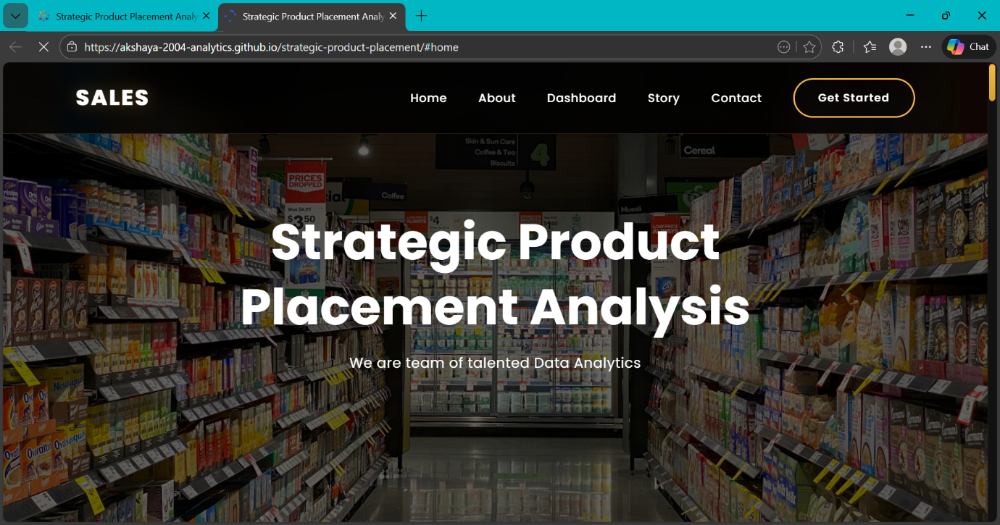 Strategic Product Placement Analy
Strategic Product Placement Analy
https://akshaya-2004-analytics.github.io/strategic-product-placement/#home
Chat
SALES
Home
About
Dashboard
Story
Contact
Get Started
Skin & Sun Care
Coffee & Tea
Biscuits
4
Cereal
PRICES
DROPPED
Coffee
Muesli
$3.50
$4
Strategic Product
Placement Analysis
We are team of talented Data Analytics